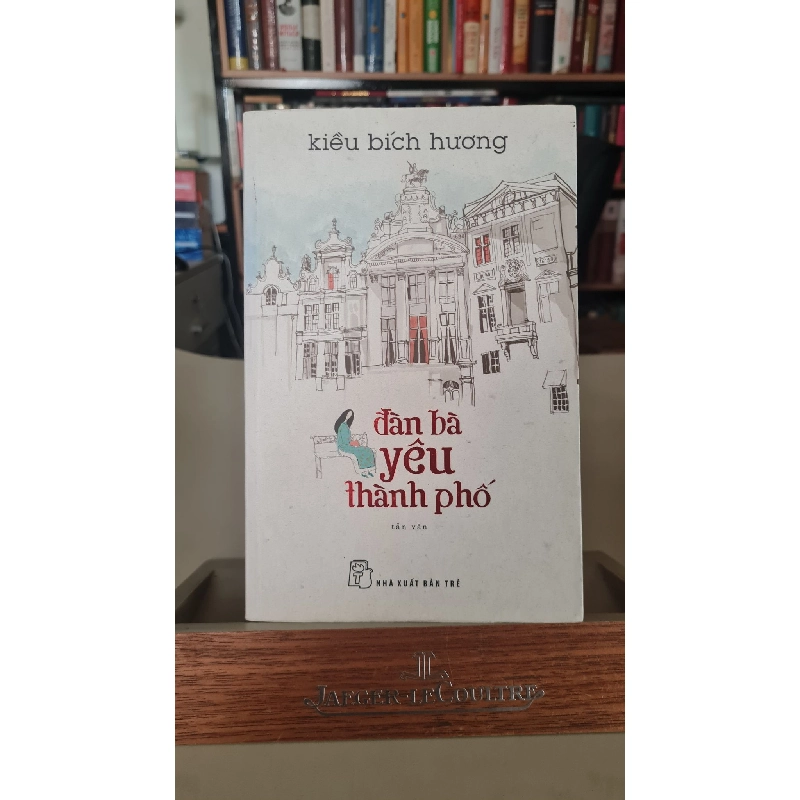 kiều bích hương
đàn bà
yêu
thành phố
tản văn
NHÀ XUẤT BẢN TRẺ
JAEGER-LECOULTRE